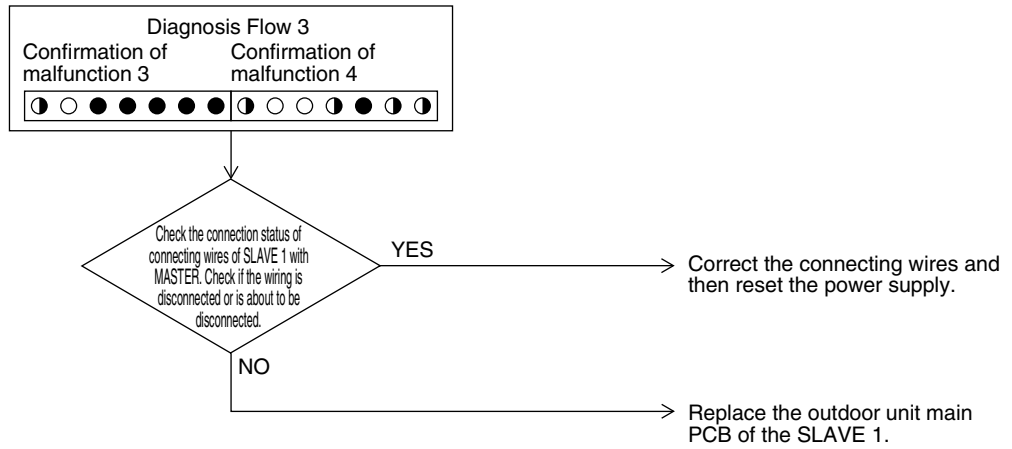 Diagnosis Flow 3
Confirmation of
malfunction 3
Confirmation of
malfunction 4
Check the connection status of
connecting wires of SLAVE 1 with
MASTER. Check if the wiring is
disconnected or is about to be
disconnected.
YES
Correct the connecting wires and
then reset the power supply.
NO
Replace the outdoor unit main
PCB of the SLAVE 1.